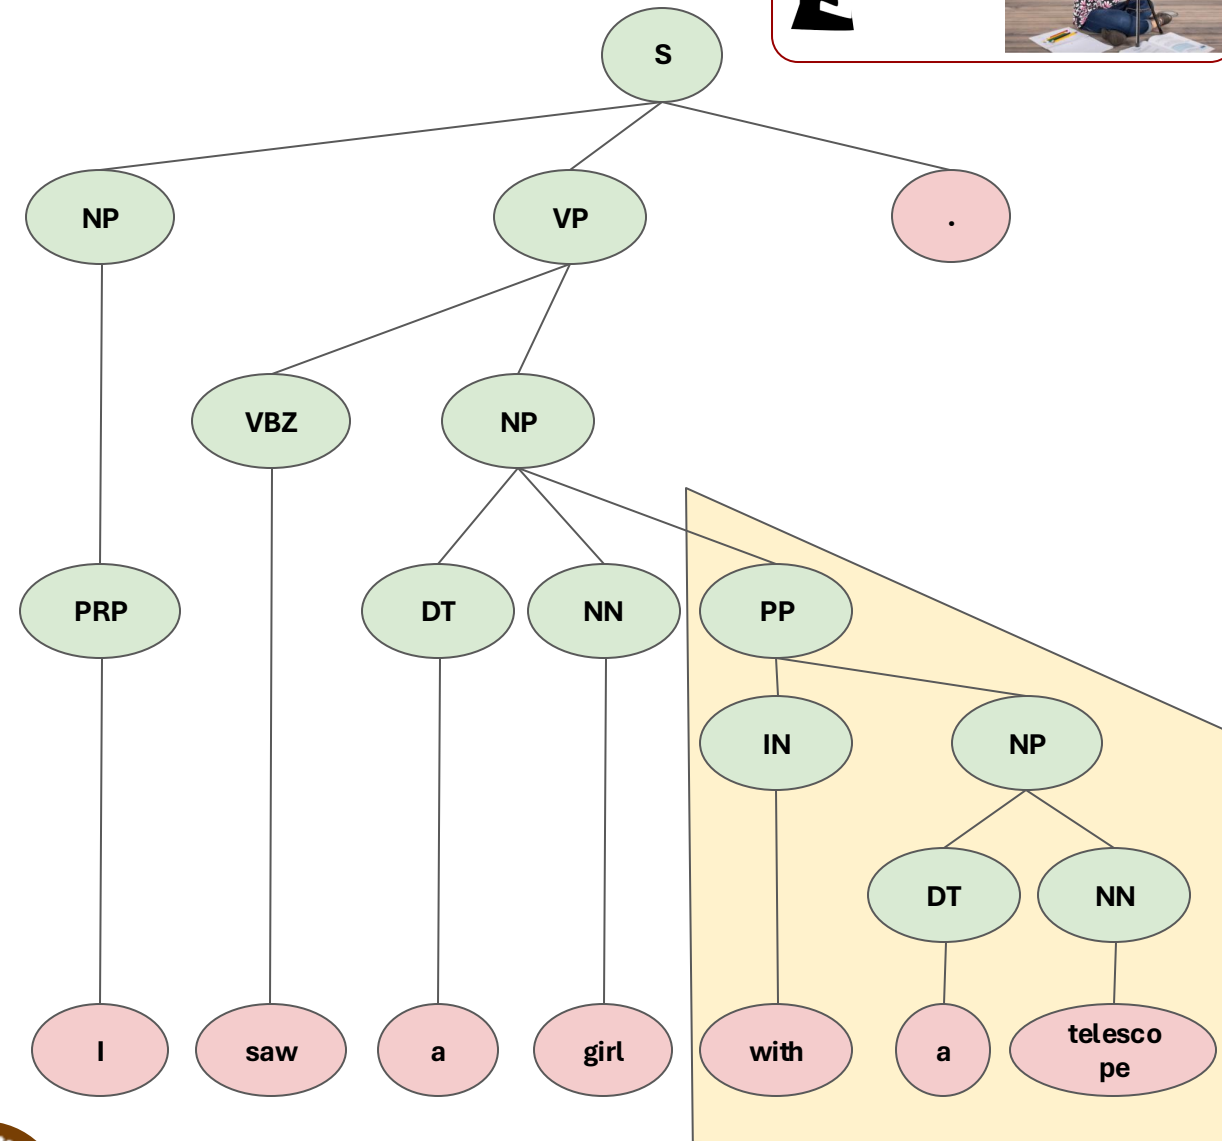 S
NP
VP
.
VBZ
NP
PRP
DT
NN
PP
IN
NP
DT
NN
I
saw
a
girl
with
a
telesco
pe